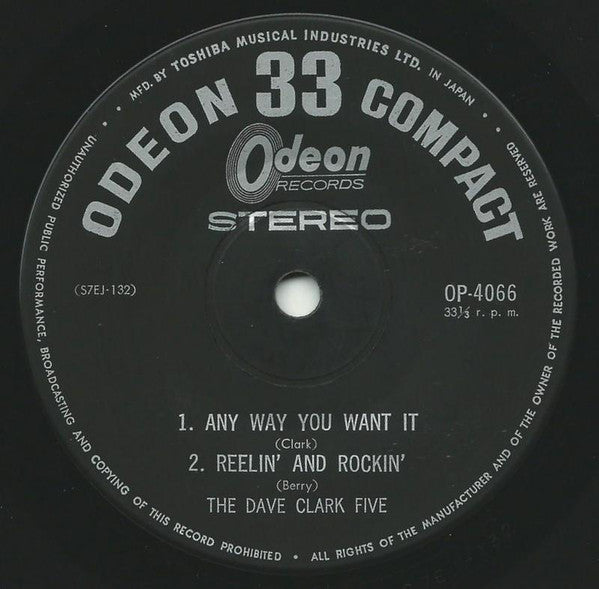 MFD. BY TOSHIBA MUSICAL INDUSTRIES LTD. IN JAPAN
ODEON 33 COMPACT
Odeon
RECORDS
STEREO
(S7EJ-132)
OP-4066
33⅓ r. p. m.
1. ANY WAY YOU WANT IT
(Clark)
2. REELIN' AND ROCKIN'
(Berry)
THE DAVE CLARK FIVE
UNAUTHORIZED PUBLIC PERFORMANCE, BROADCASTING AND COPYING OF THIS RECORD PROHIBITED • ALL RIGHTS OF THE MANUFACTURER AND OF THE OWNER OF THE RECORDED WORK ARE RESERVED